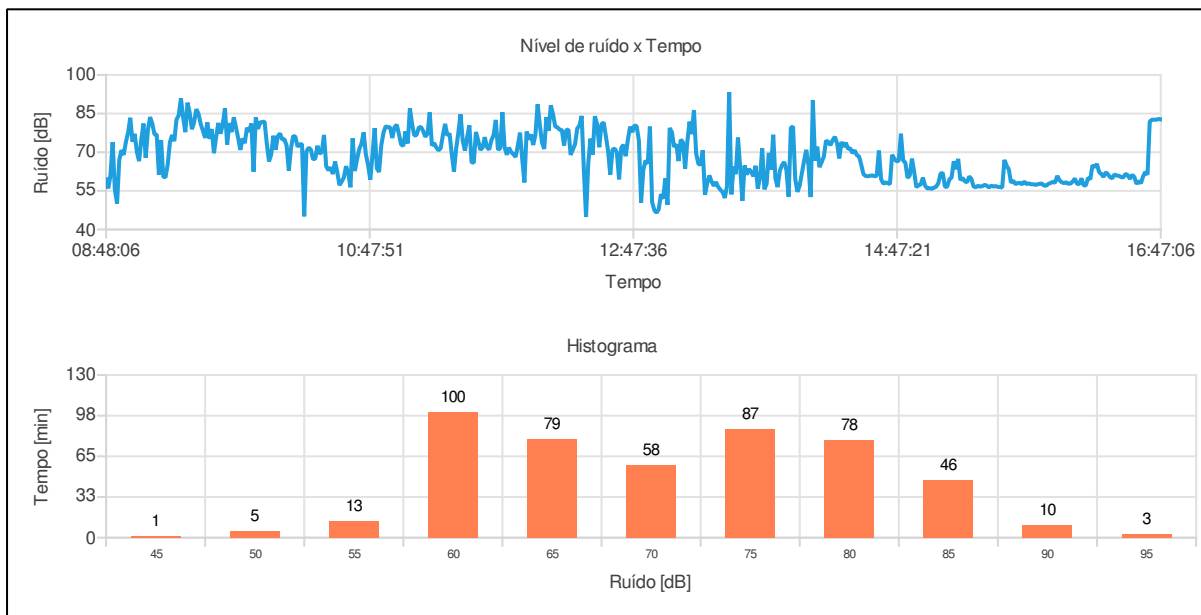 Nível de ruído x Tempo
Ruído [dB]
100
85
70
55
40
08:48:06 10:47:51 12:47:36 14:47:21 16:47:06
Tempo
Histograma
Tempo [min]
130
98
65
33
0
1 5 13 100 79 58 87 78 46 10 3
45 50 55 60 65 70 75 80 85 90 95
Ruído [dB]